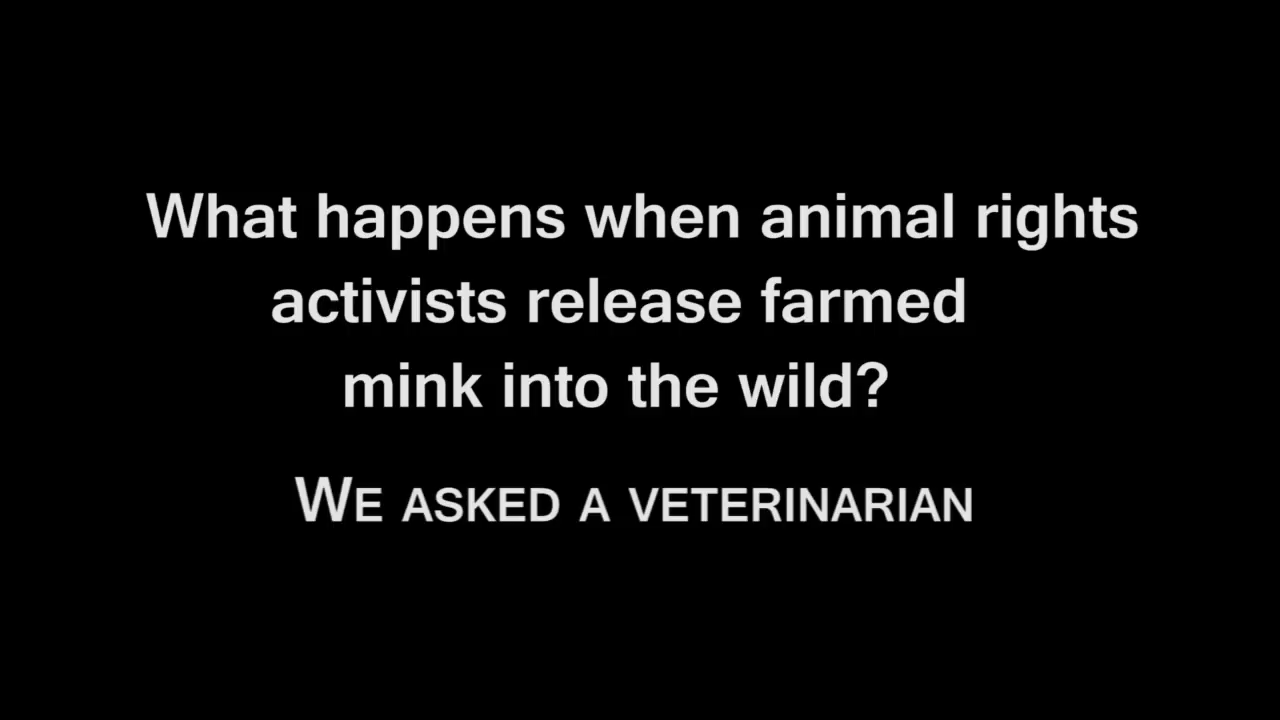 What happens when animal rights
activists release farmed
mink into the wild?
WE ASKED A VETERINARIAN